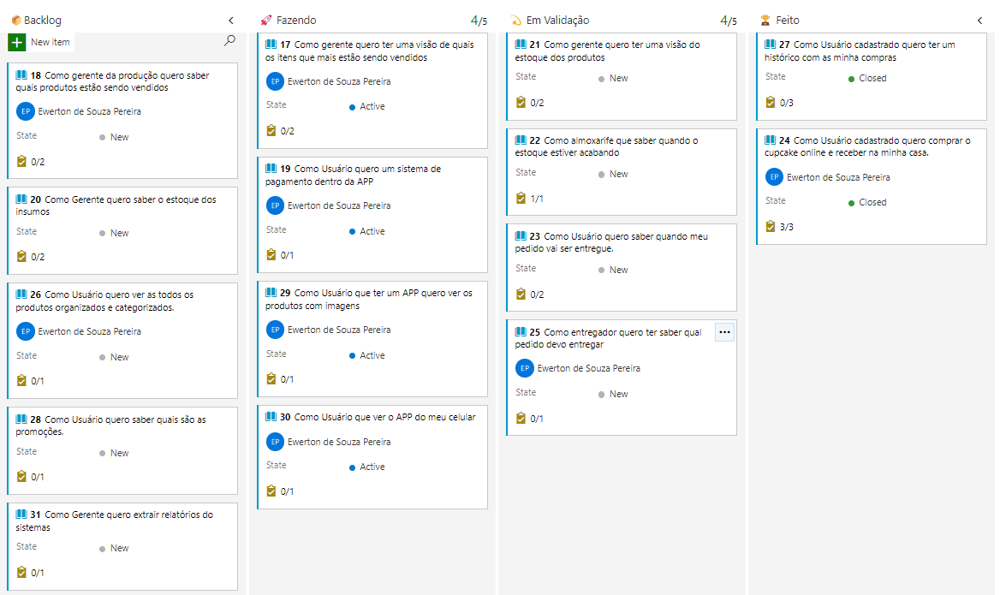 Backlog
New item
18 Como gerente da produção quero saber
quais produtos estão sendo vendidos
EP Ewerton de Souza Pereira
State New
0/2
20 Como Gerente quero saber o estoque dos
insumos
State New
0/2
26 Como Usuário quero ver as todos os
produtos organizados e categorizados.
EP Ewerton de Souza Pereira
State New
0/1
28 Como Usuário quero saber quais são as
promoções.
State New
0/1
31 Como Gerente quero extrair relatórios do
sistemas
State New
0/1
Fazendo 4/5
17 Como gerente quero ter uma visão de quais
os itens que mais estão sendo vendidos
EP Ewerton de Souza Pereira
State Active
0/2
19 Como Usuário quero um sistema de
pagamento dentro da APP
EP Ewerton de Souza Pereira
State Active
0/1
29 Como Usuário que ter um APP quero ver os
produtos com imagens
EP Ewerton de Souza Pereira
State Active
0/1
30 Como Usuário que ver o APP do meu celular
EP Ewerton de Souza Pereira
State Active
0/1
Em Validação 4/5
21 Como gerente quero ter uma visão do
estoque dos produtos
State New
0/2
22 Como almoxarife que saber quando o
estoque estiver acabando
State New
1/1
23 Como Usuário quero saber quando meu
pedido vai ser entregue.
State New
0/2
25 Como entregador quero ter saber qual
pedido devo entregar
EP Ewerton de Souza Pereira
State New
0/1
Feito
27 Como Usuário cadastrado quero ter um
histórico com as minha compras
State Closed
0/3
24 Como Usuário cadastrado quero comprar o
cupcake online e receber na minha casa.
EP Ewerton de Souza Pereira
State Closed
3/3